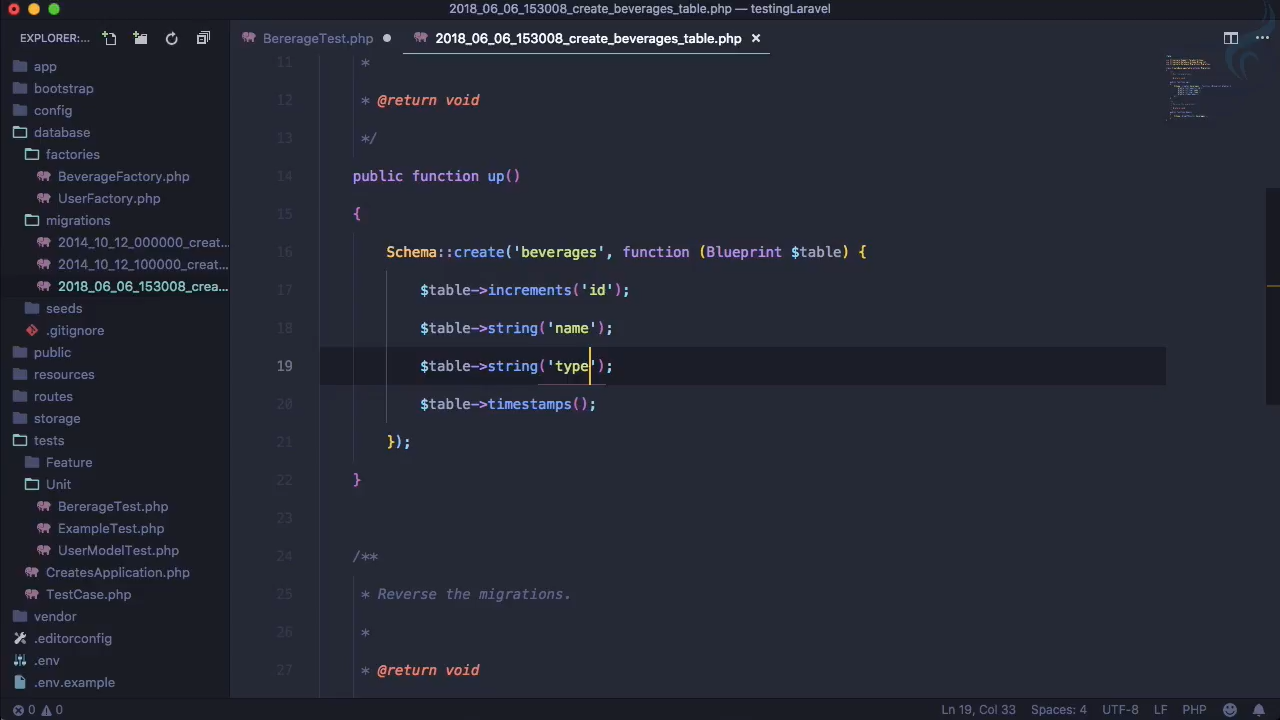 2018_06_06_153008_create_beverages_table.php — testingLaravel
EXPLORER:...
BererageTest.php
2018_06_06_153008_create_beverages_table.php
app
bootstrap
config
database
factories
BeverageFactory.php
UserFactory.php
migrations
2014_10_12_000000_creat...
2014_10_12_100000_creat...
2018_06_06_153008_crea...
seeds
.gitignore
public
resources
routes
storage
tests
Feature
Unit
BererageTest.php
ExampleTest.php
UserModelTest.php
CreatesApplication.php
TestCase.php
vendor
.editorconfig
.env
.env.example
11 *
12 * @return void
13 */
14 public function up()
15 {
16 Schema::create('beverages', function (Blueprint $table) {
17 $table->increments('id');
18 $table->string('name');
19 $table->string('type');
20 $table->timestamps();
21 });
22 }
23
24 /**
25 * Reverse the migrations.
26 *
27 * @return void
0 0
Ln 19, Col 33 Spaces: 4 UTF-8 LF PHP